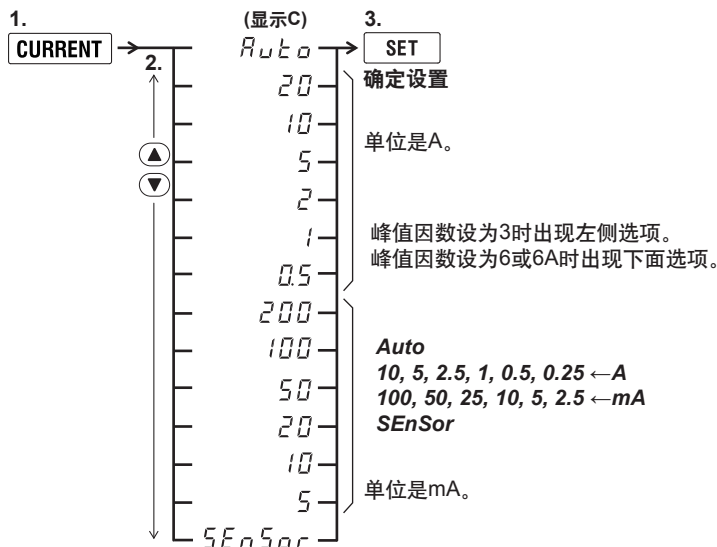 1.
(显示C)
3.
CURRENT
Auto
SET
2.
20
确定设置
10
单位是A。
5
2
1
峰值因数设为3时出现左侧选项。
峰值因数设为6或6A时出现下面选项。
0.5
200
100
Auto
10, 5, 2.5, 1, 0.5, 0.25 ←A
50
100, 50, 25, 10, 5, 2.5 ←mA
20
SEnSor
10
5
单位是mA。
SEnSor